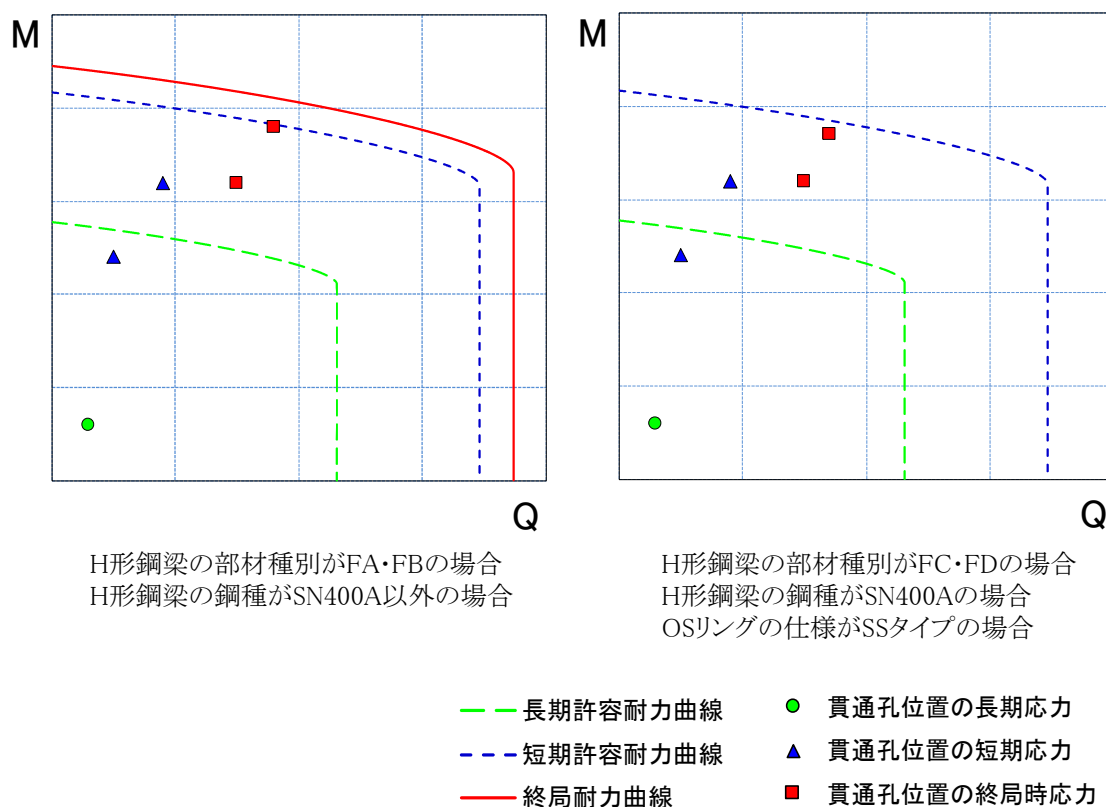 M
Q
H形鋼梁の部材種別がFA・FBの場合
H形鋼梁の鋼種がSN400A以外の場合
M
Q
H形鋼梁の部材種別がFC・FDの場合
H形鋼梁の鋼種がSN400Aの場合
OSリングの仕様がSSタイプの場合
長期許容耐力曲線
短期許容耐力曲線
終局耐力曲線
貫通孔位置の長期応力
貫通孔位置の短期応力
貫通孔位置の終局時応力